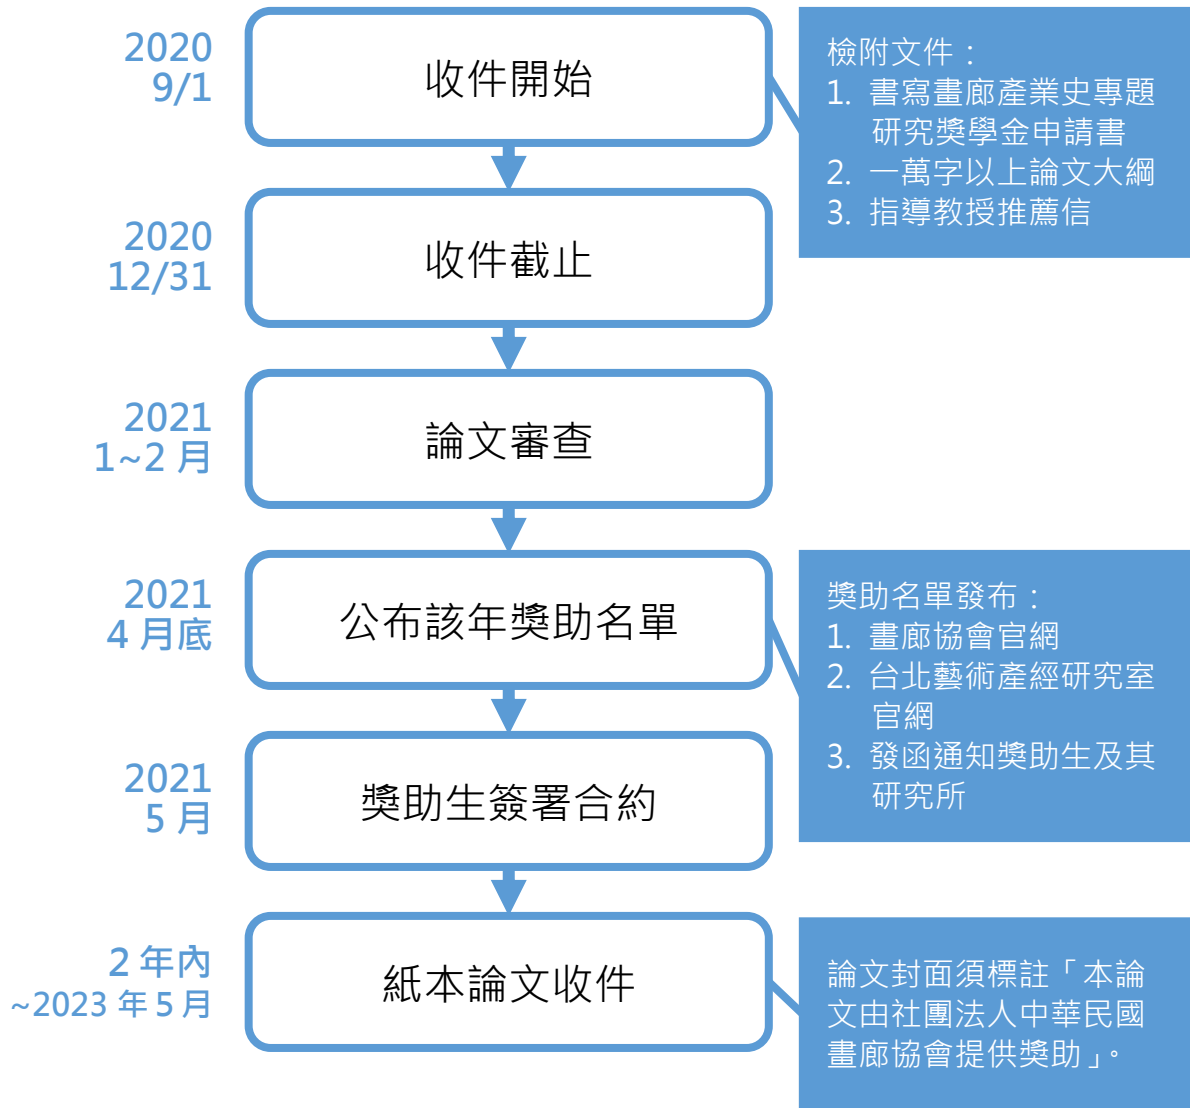 2020
9/1
收件開始
檢附文件：
1. 書寫畫廊產業史專題
研究獎學金申請書
2. 一萬字以上論文大綱
3. 指導教授推薦信
2020
12/31
收件截止
2021
1~2 月
論文審查
2021
4 月底
公布該年獎助名單
獎助名單發布：
1. 畫廊協會官網
2. 台北藝術產經研究室
官網
3. 發函通知獎助生及其
研究所
2021
5 月
獎助生簽署合約
2 年內
~2023 年 5 月
紙本論文收件
論文封面須標註「本論
文由社團法人中華民國
畫廊協會提供獎助」。